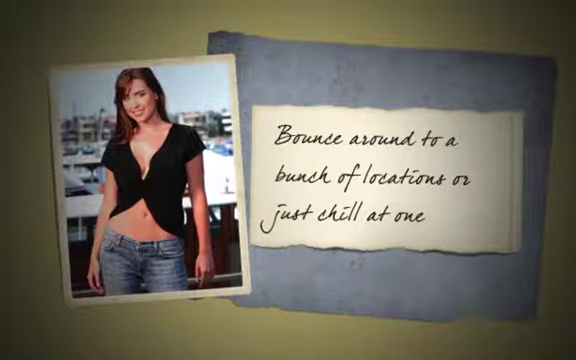 Bounce around to a
bunch of locations or
just chill at one